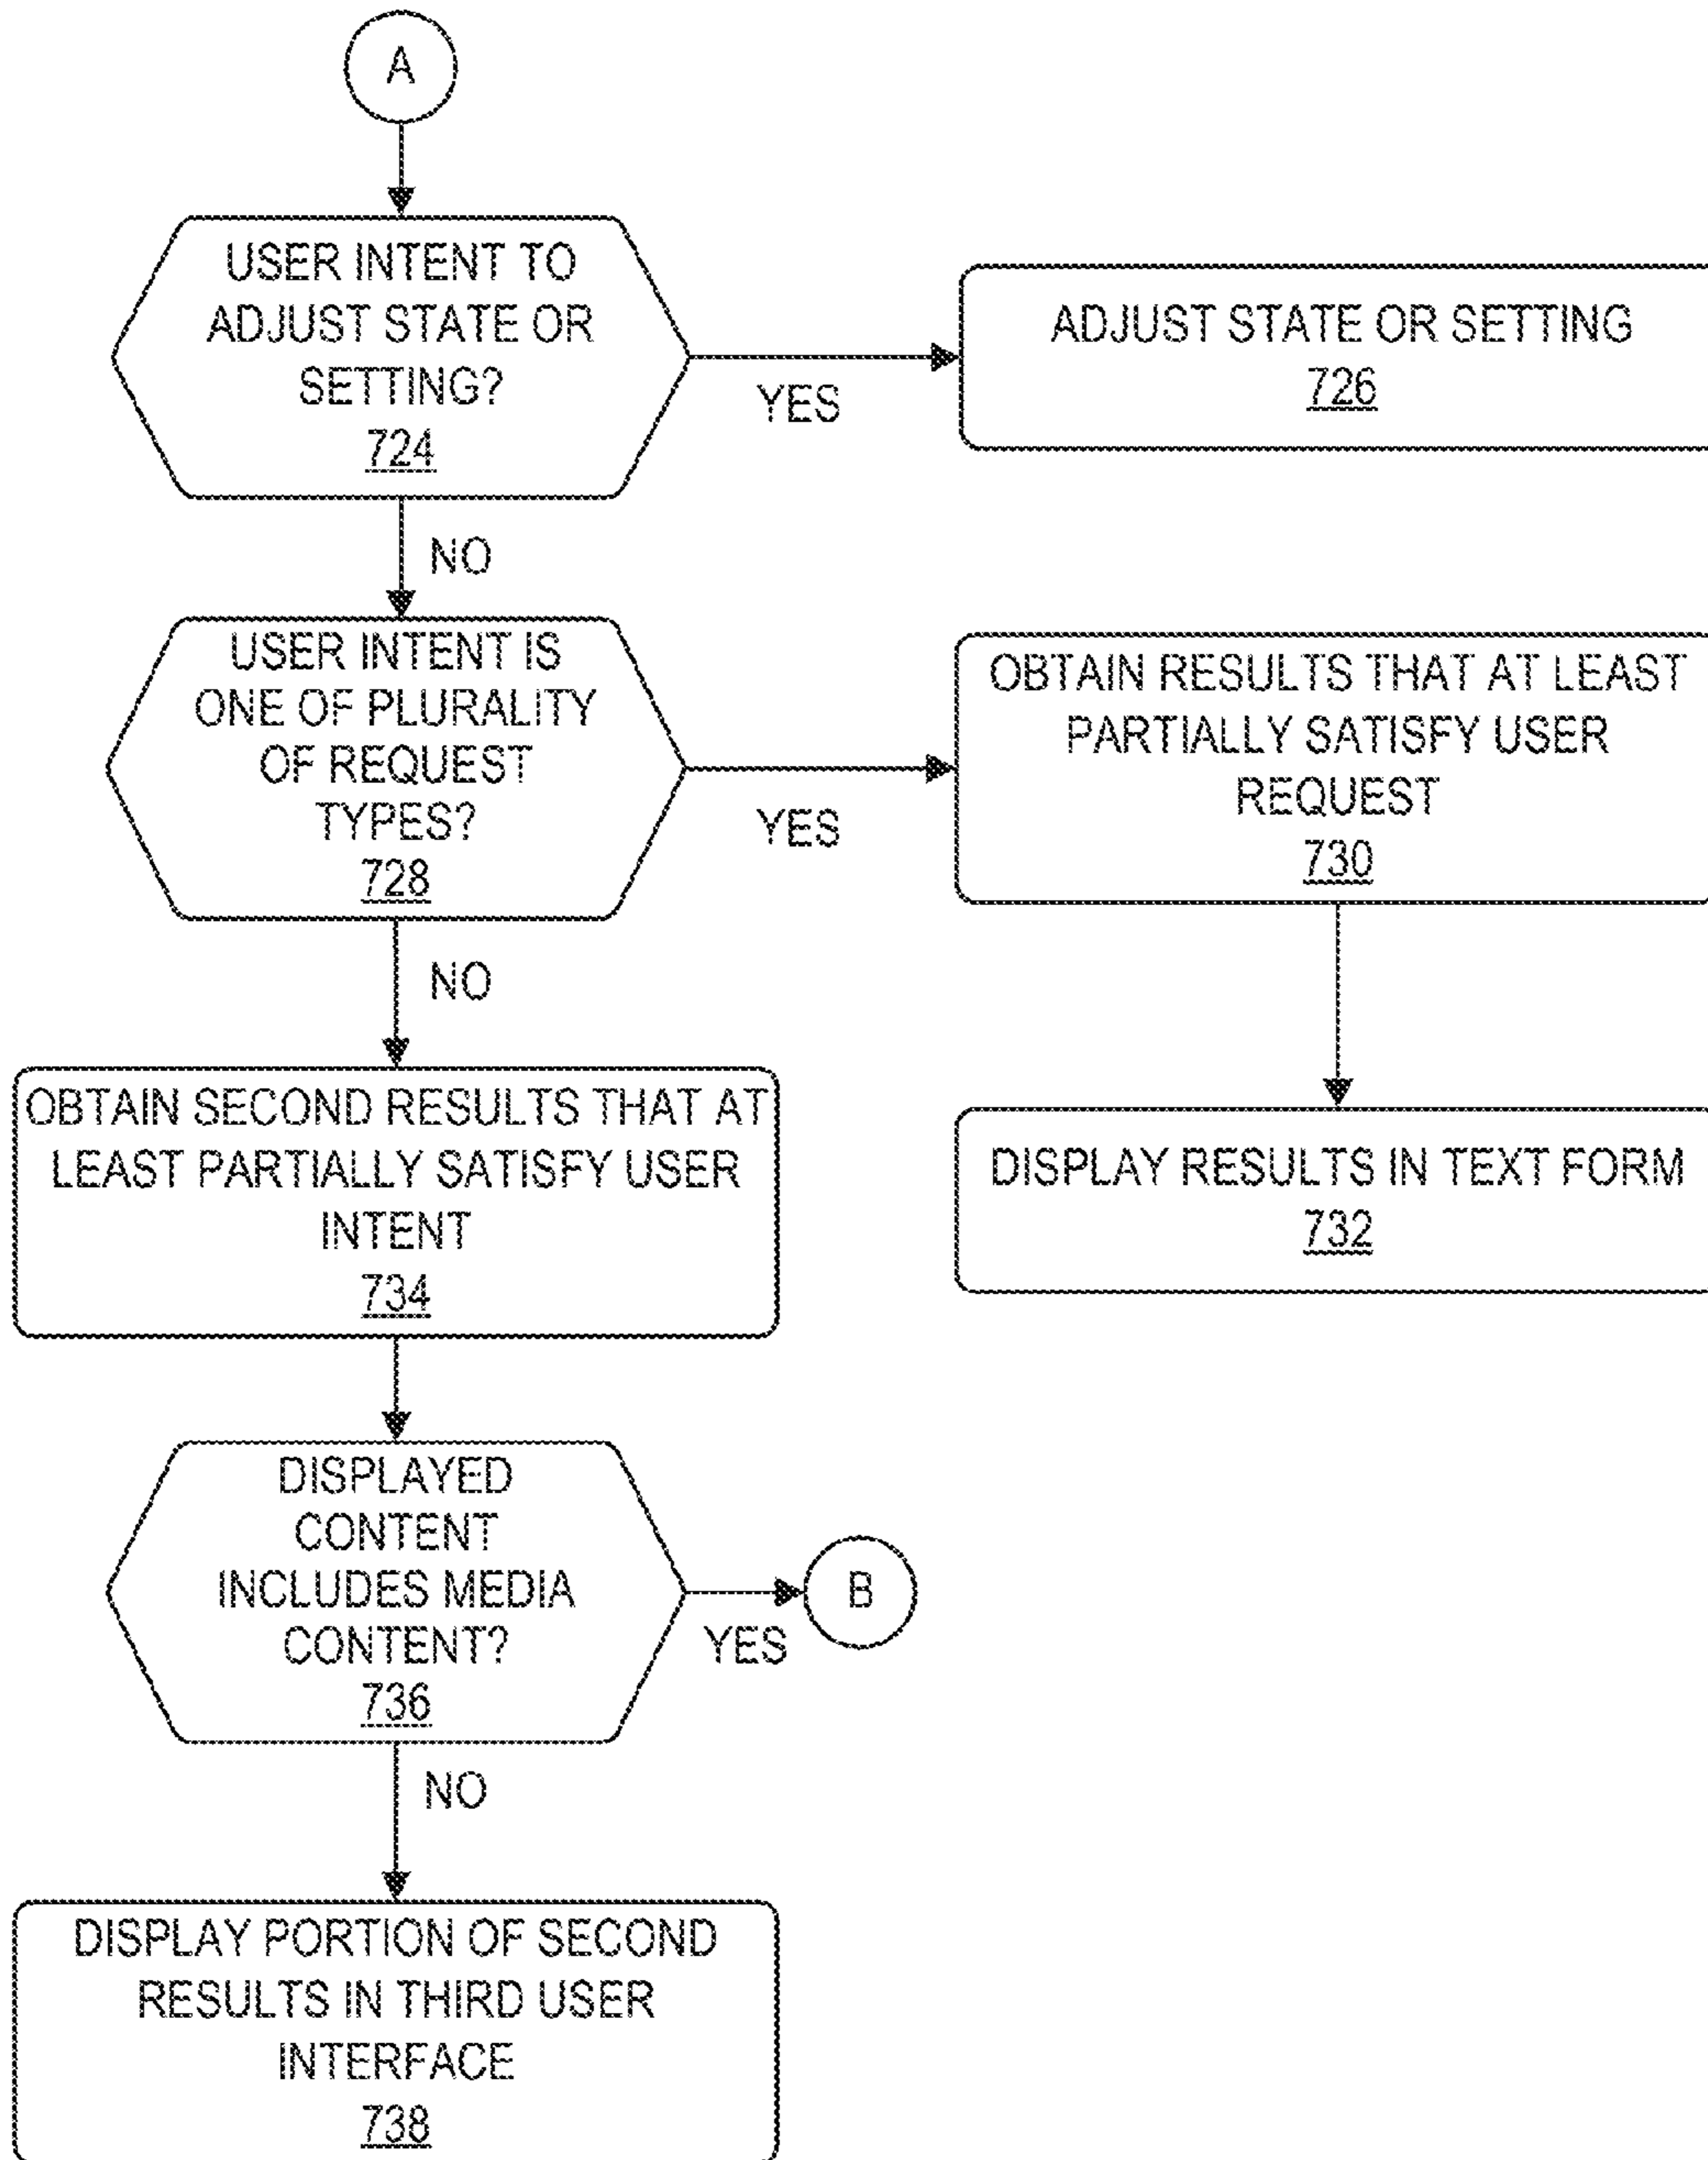 A
USER INTENT TO
ADJUST STATE OR
SETTING?
724
YES
ADJUST STATE OR SETTING
726
NO
USER INTENT IS
ONE OF PLURALITY
OF REQUEST
TYPES?
728
YES
OBTAIN RESULTS THAT AT LEAST
PARTIALLY SATISFY USER
REQUEST
730
NO
DISPLAY RESULTS IN TEXT FORM
732
OBTAIN SECOND RESULTS THAT AT
LEAST PARTIALLY SATISFY USER
INTENT
734
DISPLAYED
CONTENT
INCLUDES MEDIA
CONTENT?
736
YES
B
NO
DISPLAY PORTION OF SECOND
RESULTS IN THIRD USER
INTERFACE
738